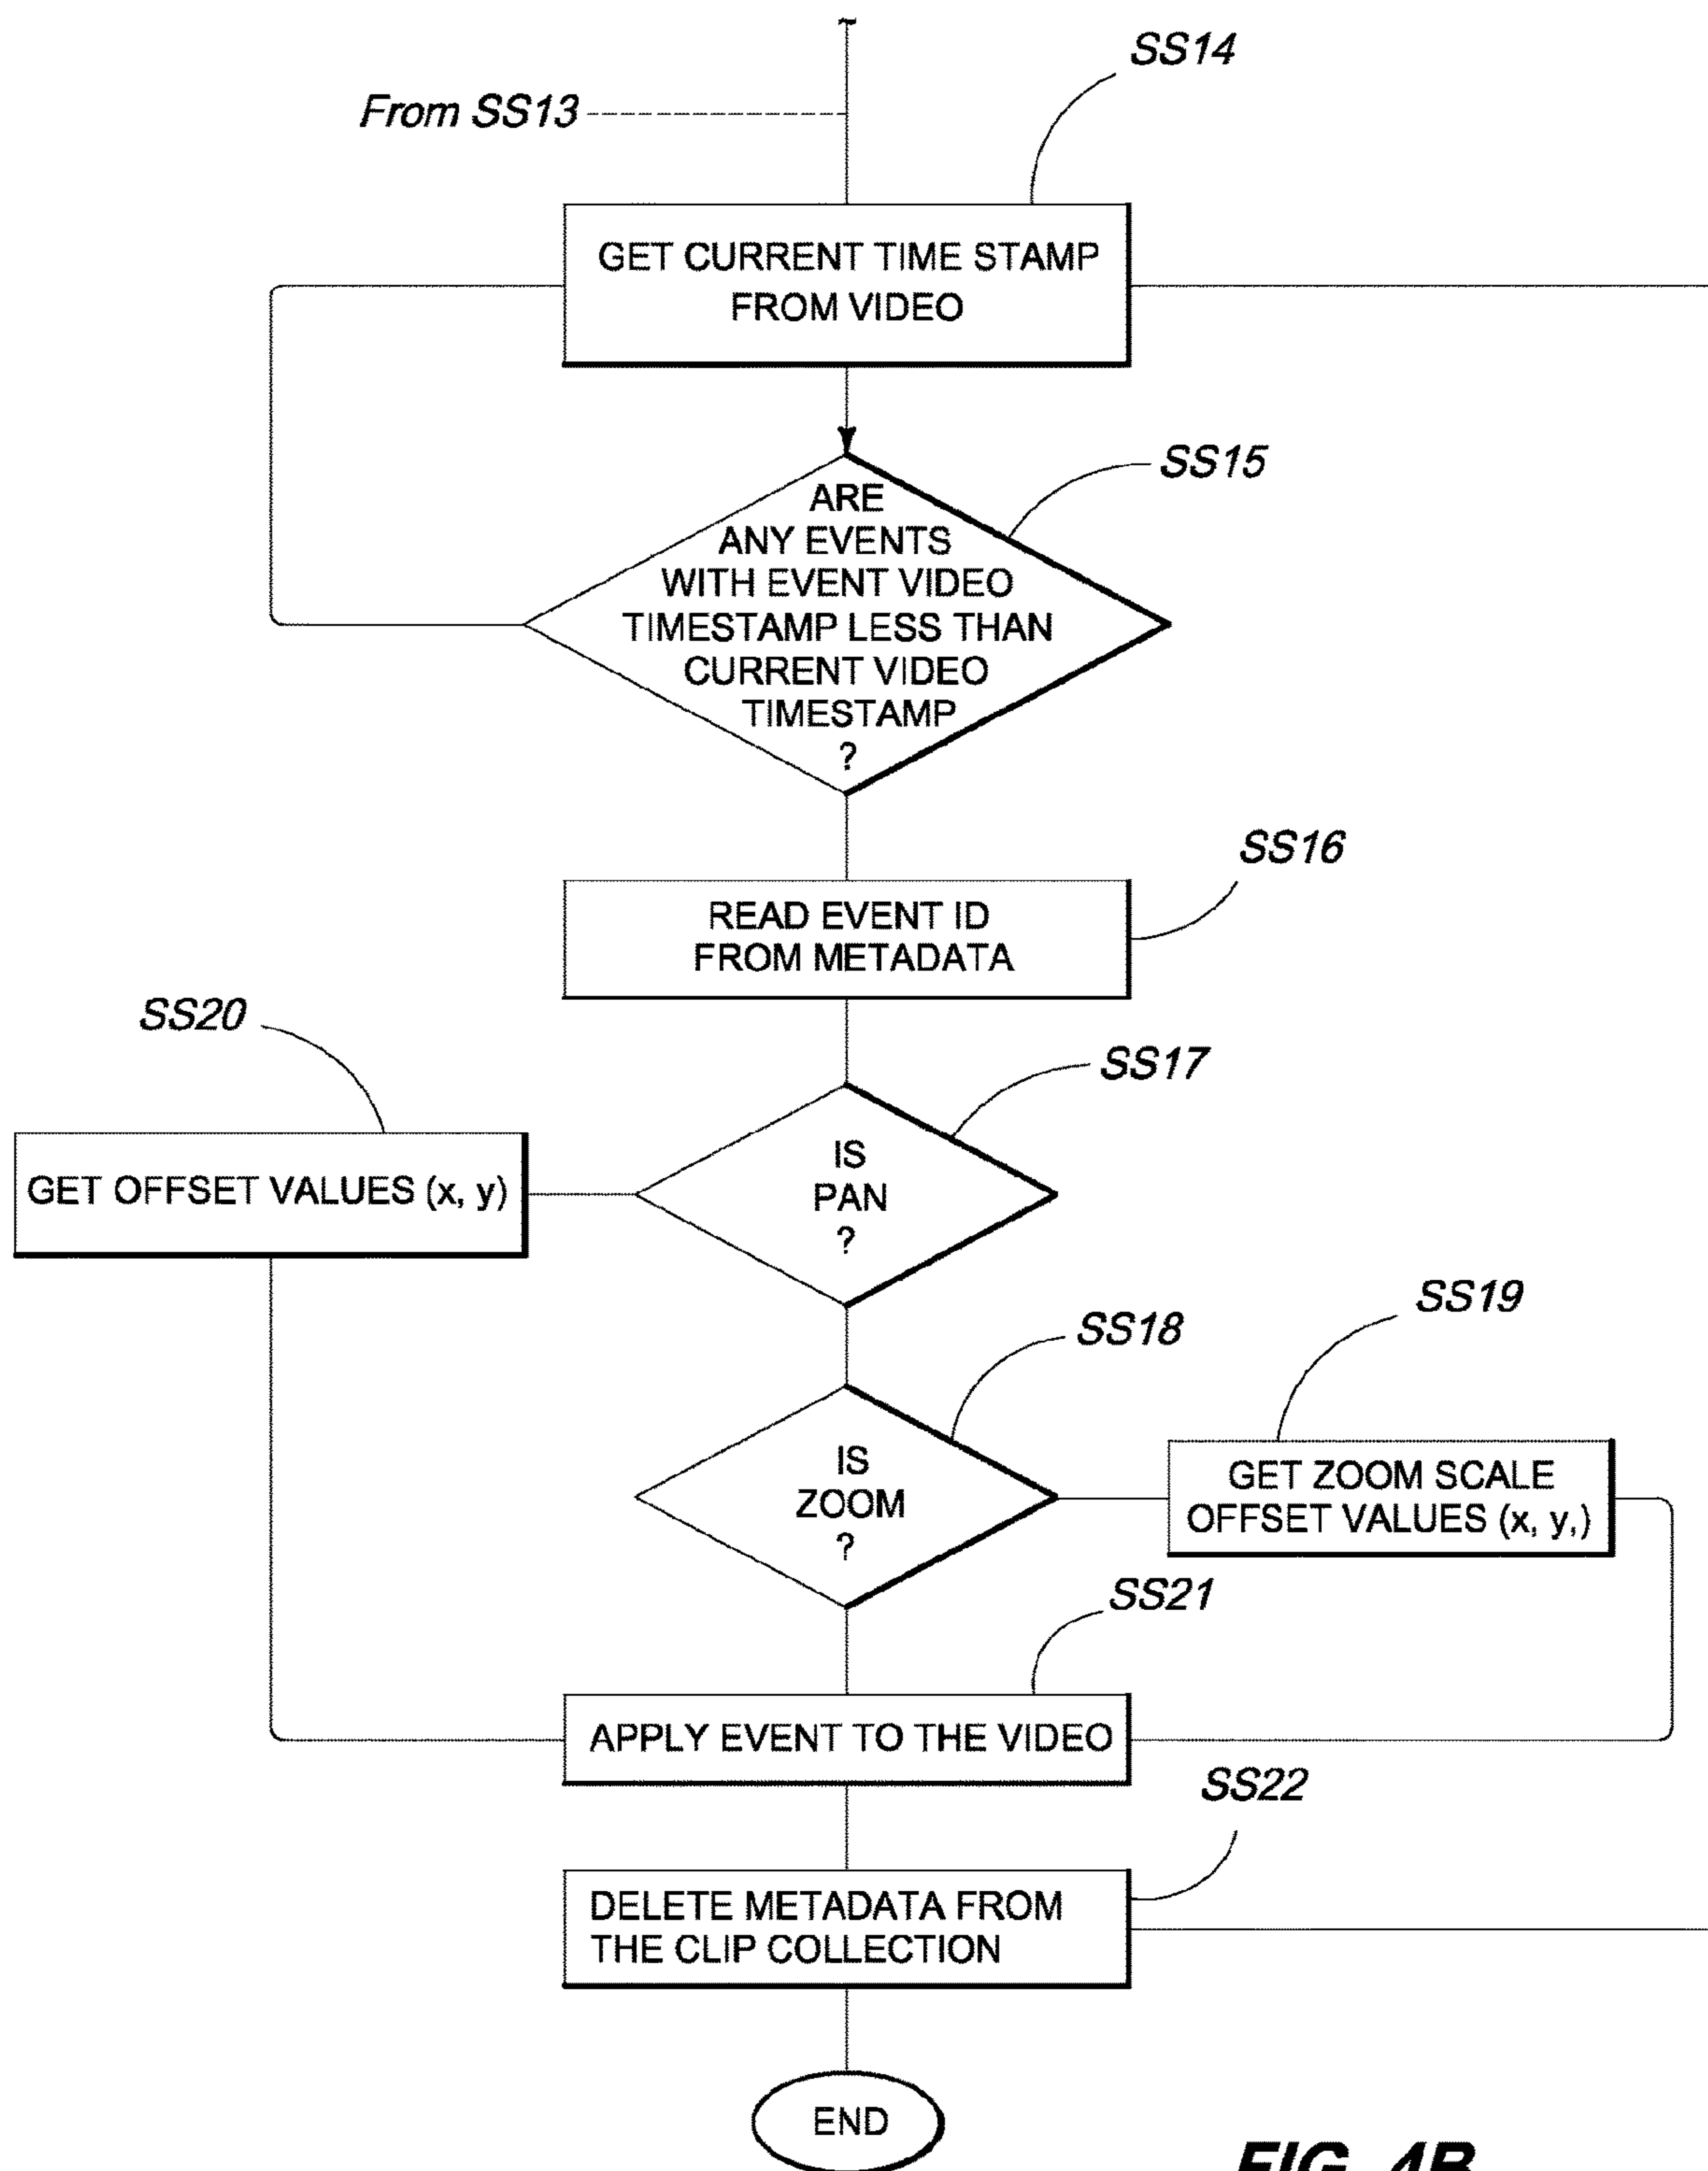 SS14
From SS13
GET CURRENT TIME STAMP
FROM VIDEO
SS15
ARE
ANY EVENTS
WITH EVENT VIDEO
TIMESTAMP LESS THAN
CURRENT VIDEO
TIMESTAMP
?
SS16
READ EVENT ID
FROM METADATA
SS20
SS17
GET OFFSET VALUES (x, y)
IS
PAN
?
SS19
SS18
IS
ZOOM
?
GET ZOOM SCALE
OFFSET VALUES (x, y,)
SS21
APPLY EVENT TO THE VIDEO
SS22
DELETE METADATA FROM
THE CLIP COLLECTION
END
FIG. 4B